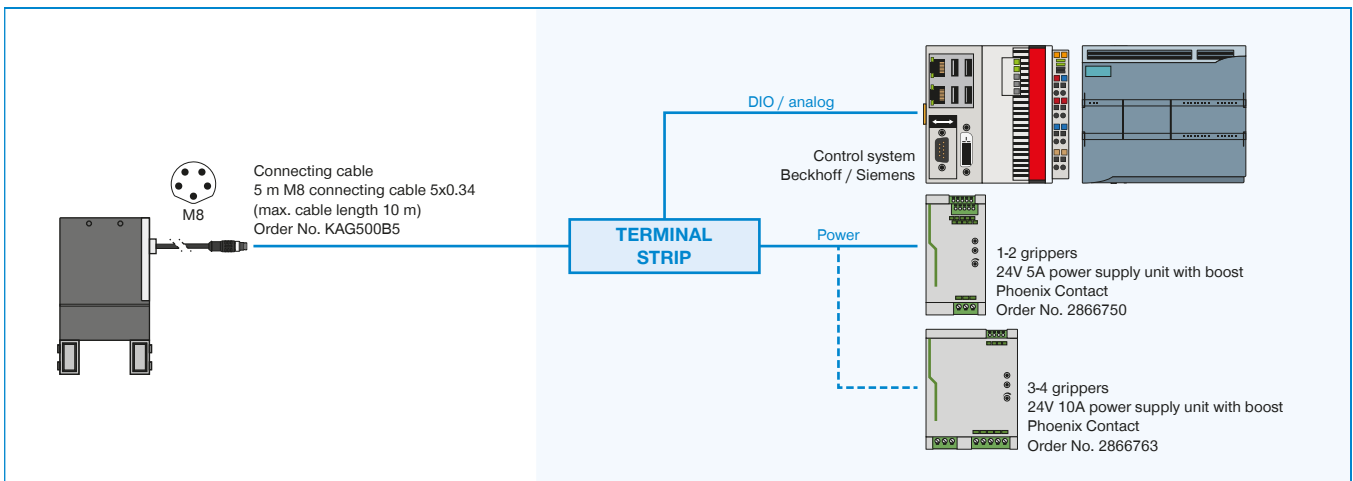 M8
Connecting cable
5 m M8 connecting cable 5x0.34
(max. cable length 10 m)
Order No. KAG500B5
TERMINAL
STRIP
DIO / analog
Control system
Beckhoff / Siemens
Power
1-2 grippers
24V 5A power supply unit with boost
Phoenix Contact
Order No. 2866750
3-4 grippers
24V 10A power supply unit with boost
Phoenix Contact
Order No. 2866763